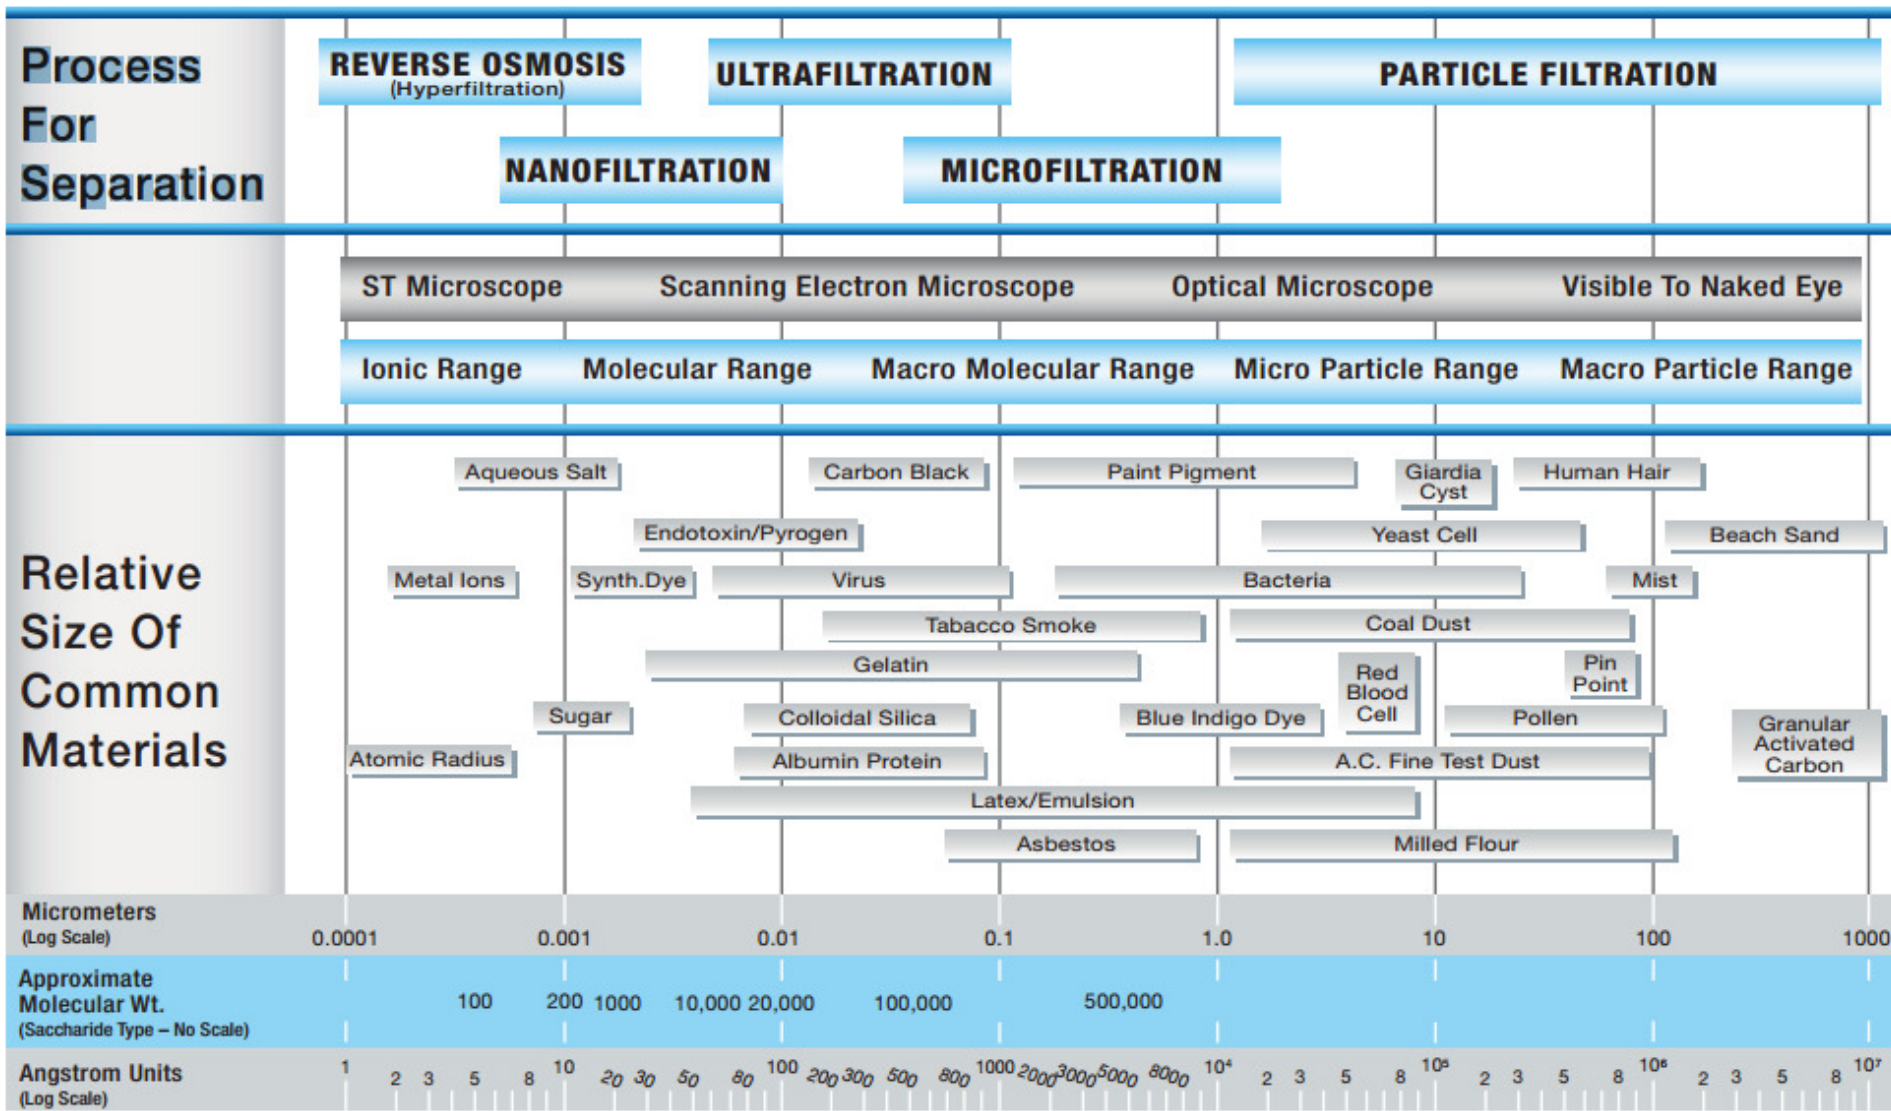 Process
For
Separation
REVERSE OSMOSIS
(Hyperfiltration)
ULTRAFILTRATION
PARTICLE FILTRATION
NANOFILTRATION
MICROFILTRATION
ST Microscope
Scanning Electron Microscope
Optical Microscope
Visible To Naked Eye
Ionic Range
Molecular Range
Macro Molecular Range
Micro Particle Range
Macro Particle Range
Relative
Size Of
Common
Materials
Aqueous Salt
Carbon Black
Paint Pigment
Giardia
Cyst
Human Hair
Endotoxin/Pyrogen
Yeast Cell
Beach Sand
Metal Ions
Synth.Dye
Virus
Bacteria
Mist
Tabacco Smoke
Coal Dust
Gelatin
Red
Blood
Cell
Pin
Point
Sugar
Colloidal Silica
Blue Indigo Dye
Pollen
Granular
Activated
Carbon
Atomic Radius
Albumin Protein
A.C. Fine Test Dust
Latex/Emulsion
Asbestos
Milled Flour
Micrometers
(Log Scale)
0.0001 0.001 0.01 0.1 1.0 10 100 1000
Approximate
Molecular Wt.
(Saccharide Type – No Scale)
100 200 1000 10,000 20,000 100,000 500,000
Angstrom Units
(Log Scale)
1 2 3 5 8 10 20 30 50 80 100 200 300 500 800 1000 2000 3000 5000 8000 10⁴ 2 3 5 8 10⁵ 2 3 5 8 10⁶ 2 3 5 8 10⁷